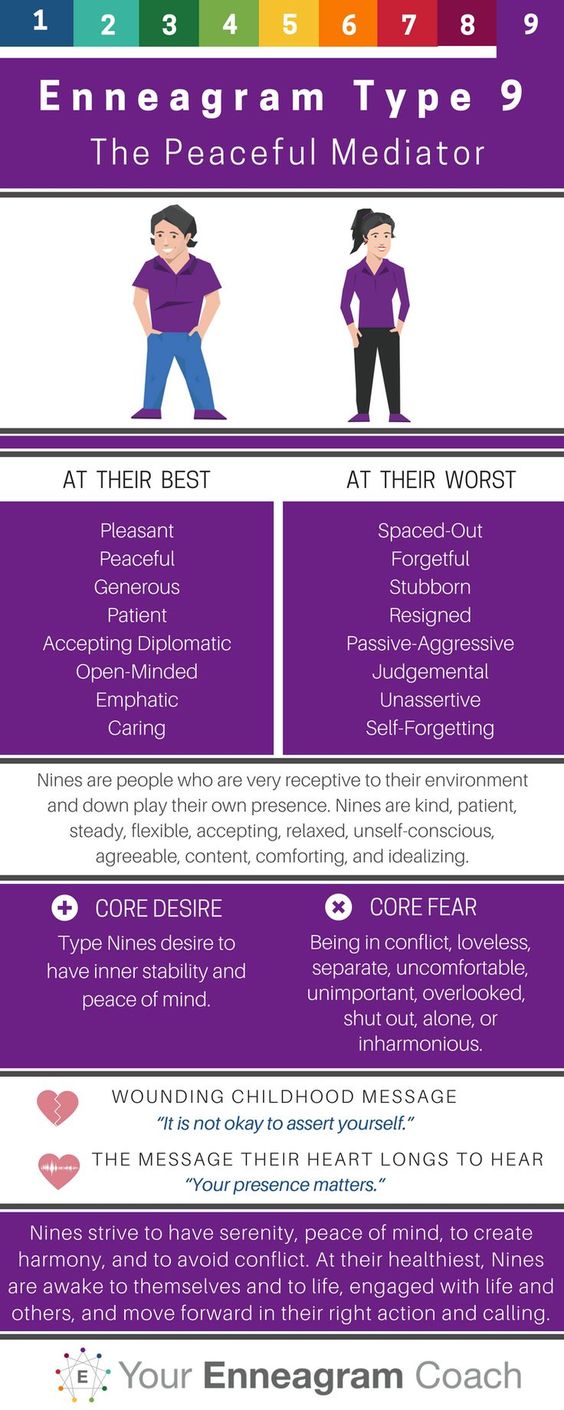 1 2 3 4 5 6 7 8 9
Enneagram Type 9
The Peaceful Mediator
AT THEIR BEST
Pleasant
Peaceful
Generous
Patient
Accepting Diplomatic
Open-Minded
Emphatic
Caring
AT THEIR WORST
Spaced-Out
Forgetful
Stubborn
Resigned
Passive-Aggressive
Judgemental
Unassertive
Self-Forgetting
Nines are people who are very receptive to their environment
and down play their own presence. Nines are kind, patient,
steady, flexible, accepting, relaxed, unself-conscious,
agreeable, content, comforting, and idealizing.
CORE DESIRE
Type Nines desire to
have inner stability and
peace of mind.
CORE FEAR
Being in conflict, loveless,
separate, uncomfortable,
unimportant, overlooked,
shut out, alone, or
inharmonious.
WOUNDING CHILDHOOD MESSAGE
“It is not okay to assert yourself.”
THE MESSAGE THEIR HEART LONGS TO HEAR
“Your presence matters.”
Nines strive to have serenity, peace of mind, to create
harmony, and to avoid conflict. At their healthiest, Nines
are awake to themselves and to life, engaged with life and
others, and move forward in their right action and calling.
E Your Enneagram Coach